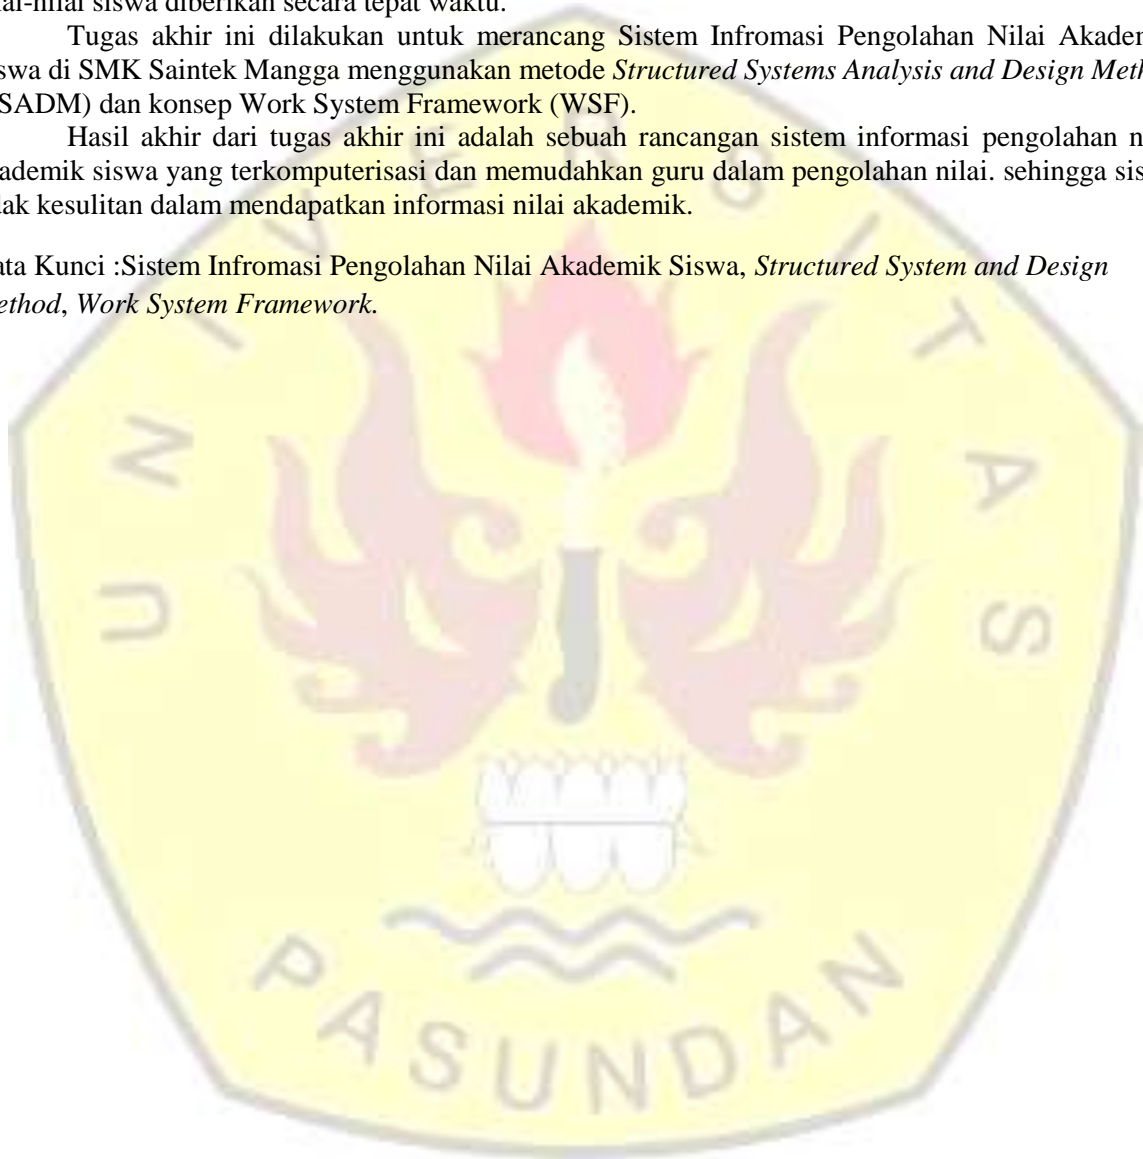 lai-nilai siswa diberikan secara tepat waktu.
Tugas akhir ini dilakukan untuk merancang Sistem Infromasi Pengolahan Nilai Akadem
swa di SMK Saintek Mangga menggunakan metode Structured Systems Analysis and Design Meth
SADM) dan konsep Work System Framework (WSF).
Hasil akhir dari tugas akhir ini adalah sebuah rancangan sistem informasi pengolahan n
ademik siswa yang terkomputerisasi dan memudahkan guru dalam pengolahan nilai. sehingga sis
dak kesulitan dalam mendapatkan informasi nilai akademik.
ata Kunci :Sistem Infromasi Pengolahan Nilai Akademik Siswa, Structured System and Design
ethod, Work System Framework.
UNIVERSITAS
PASUNDAN